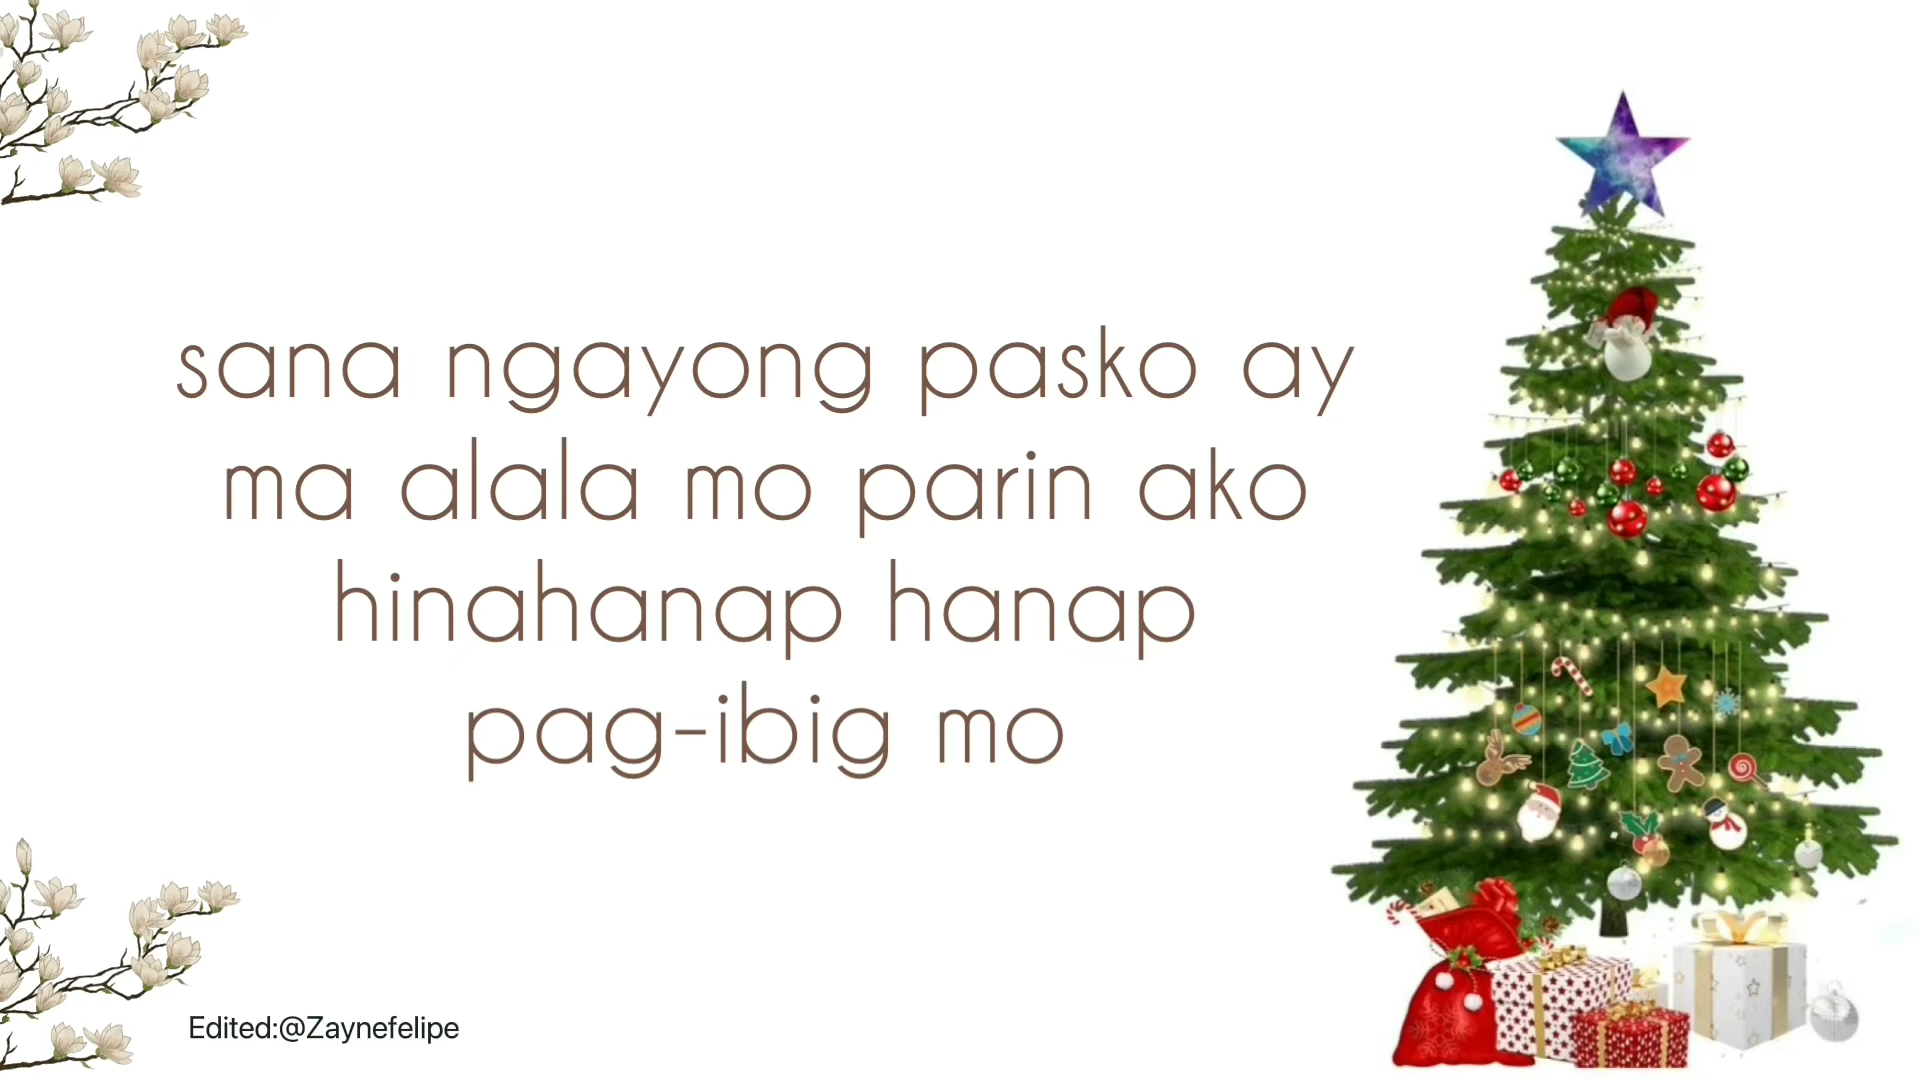 sana ngayong pasko ay
ma alala mo parin ako
hinahanap hanap
pag-ibig mo
Edited:@Zaynefelipe